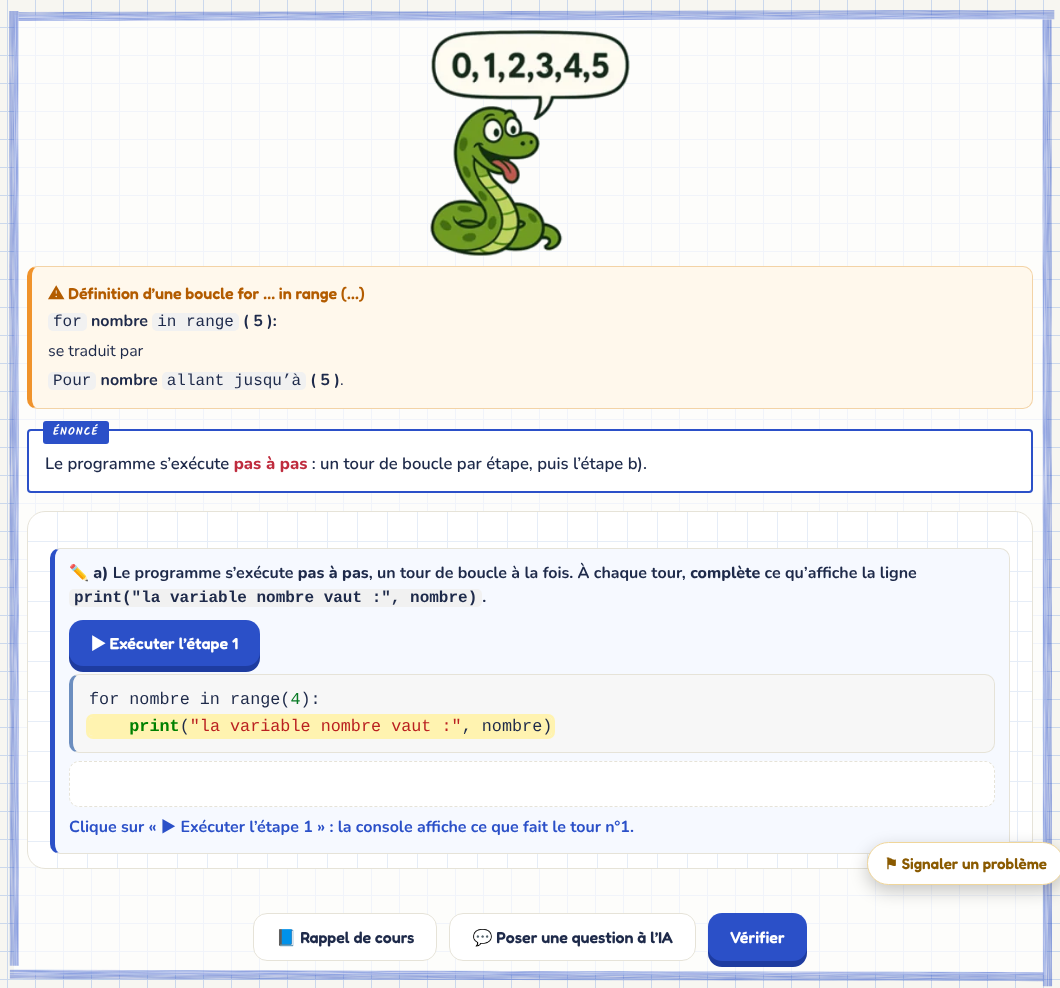 0,1,2,3,4,5
⚠ Définition d'une boucle for ... in range (...)
for nombre in range ( 5 ):
se traduit par
Pour nombre allant jusqu'à ( 5 ).
ÉNONCÉ
Le programme s'exécute pas à pas : un tour de boucle par étape, puis l'étape b).
✏️ a) Le programme s'exécute pas à pas, un tour de boucle à la fois. À chaque tour, complète ce qu'affiche la ligne
print("la variable nombre vaut :", nombre).
▶ Exécuter l'étape 1
for nombre in range(4):
    print("la variable nombre vaut :", nombre)
Clique sur « ▶ Exécuter l'étape 1 » : la console affiche ce que fait le tour n°1.
⚑ Signaler un problème
📘 Rappel de cours
💬 Poser une question à l'IA
Vérifier